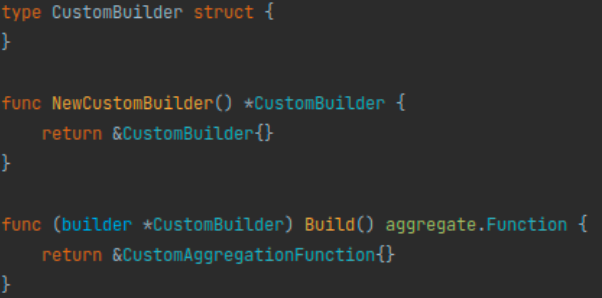 type CustomBuilder struct {
}
func NewCustomBuilder() *CustomBuilder {
    return &CustomBuilder{}
}
func (builder *CustomBuilder) Build() aggregate.Function {
    return &CustomAggregationFunction{}
}